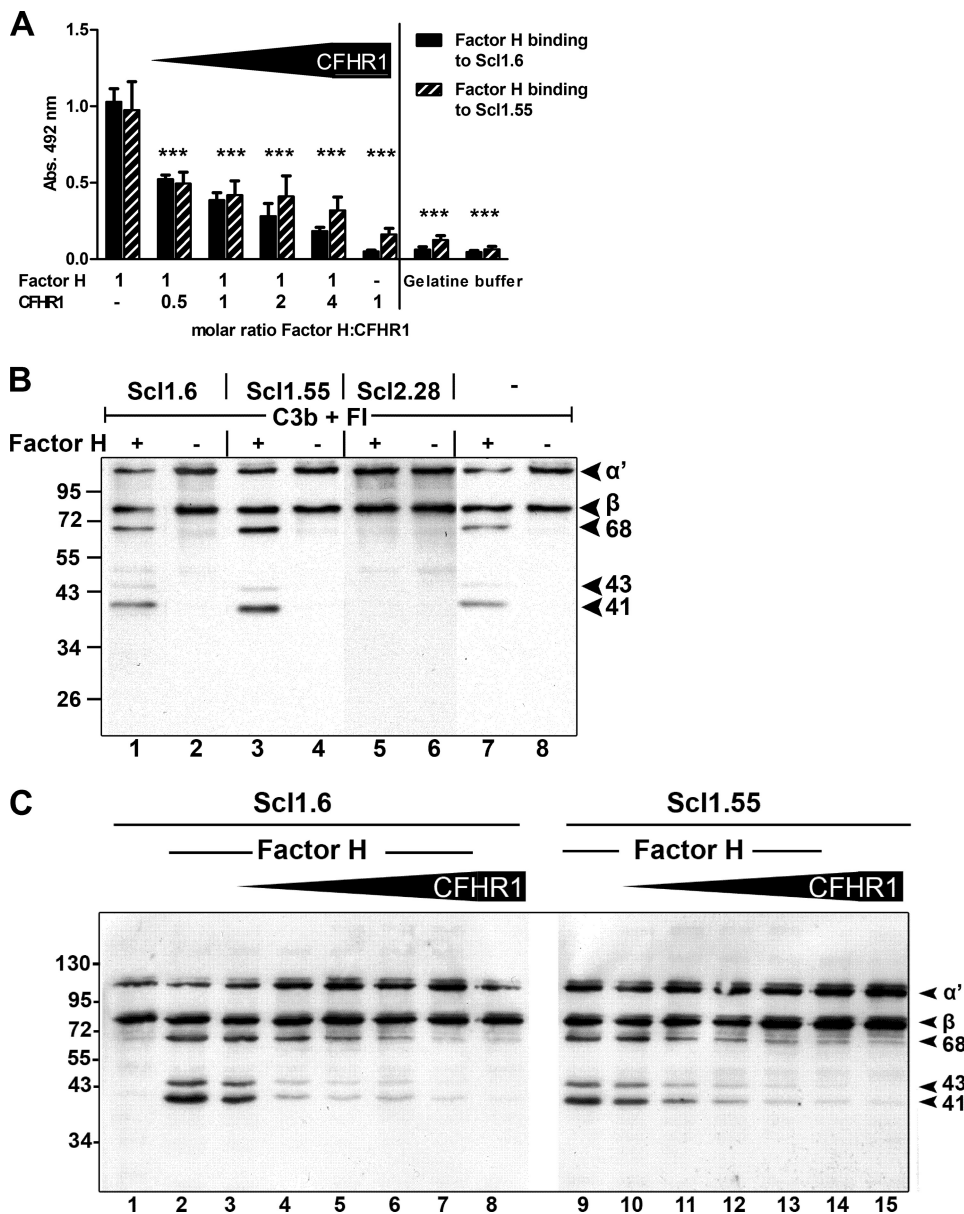 A
1.5
1.0
0.5
0.0
Abs. 492 nm
CFHR1
Factor H binding
to Scl1.6
Factor H binding
to Scl1.55
*** *** *** *** *** *** ***
Factor H 1 1 1 1 1 - Gelatine buffer
CFHR1 - 0.5 1 2 4 1
molar ratio Factor H:CFHR1
B
Scl1.6 | Scl1.55 | Scl2.28 | -
C3b + FI
Factor H + - + - + - + -
95
72
55
43
34
26
α'
β
68
43
41
1 2 3 4 5 6 7 8
C
Scl1.6 Scl1.55
Factor H Factor H
CFHR1 CFHR1
130
95
72
55
43
34
α'
β
68
43
41
1 2 3 4 5 6 7 8 9 10 11 12 13 14 15